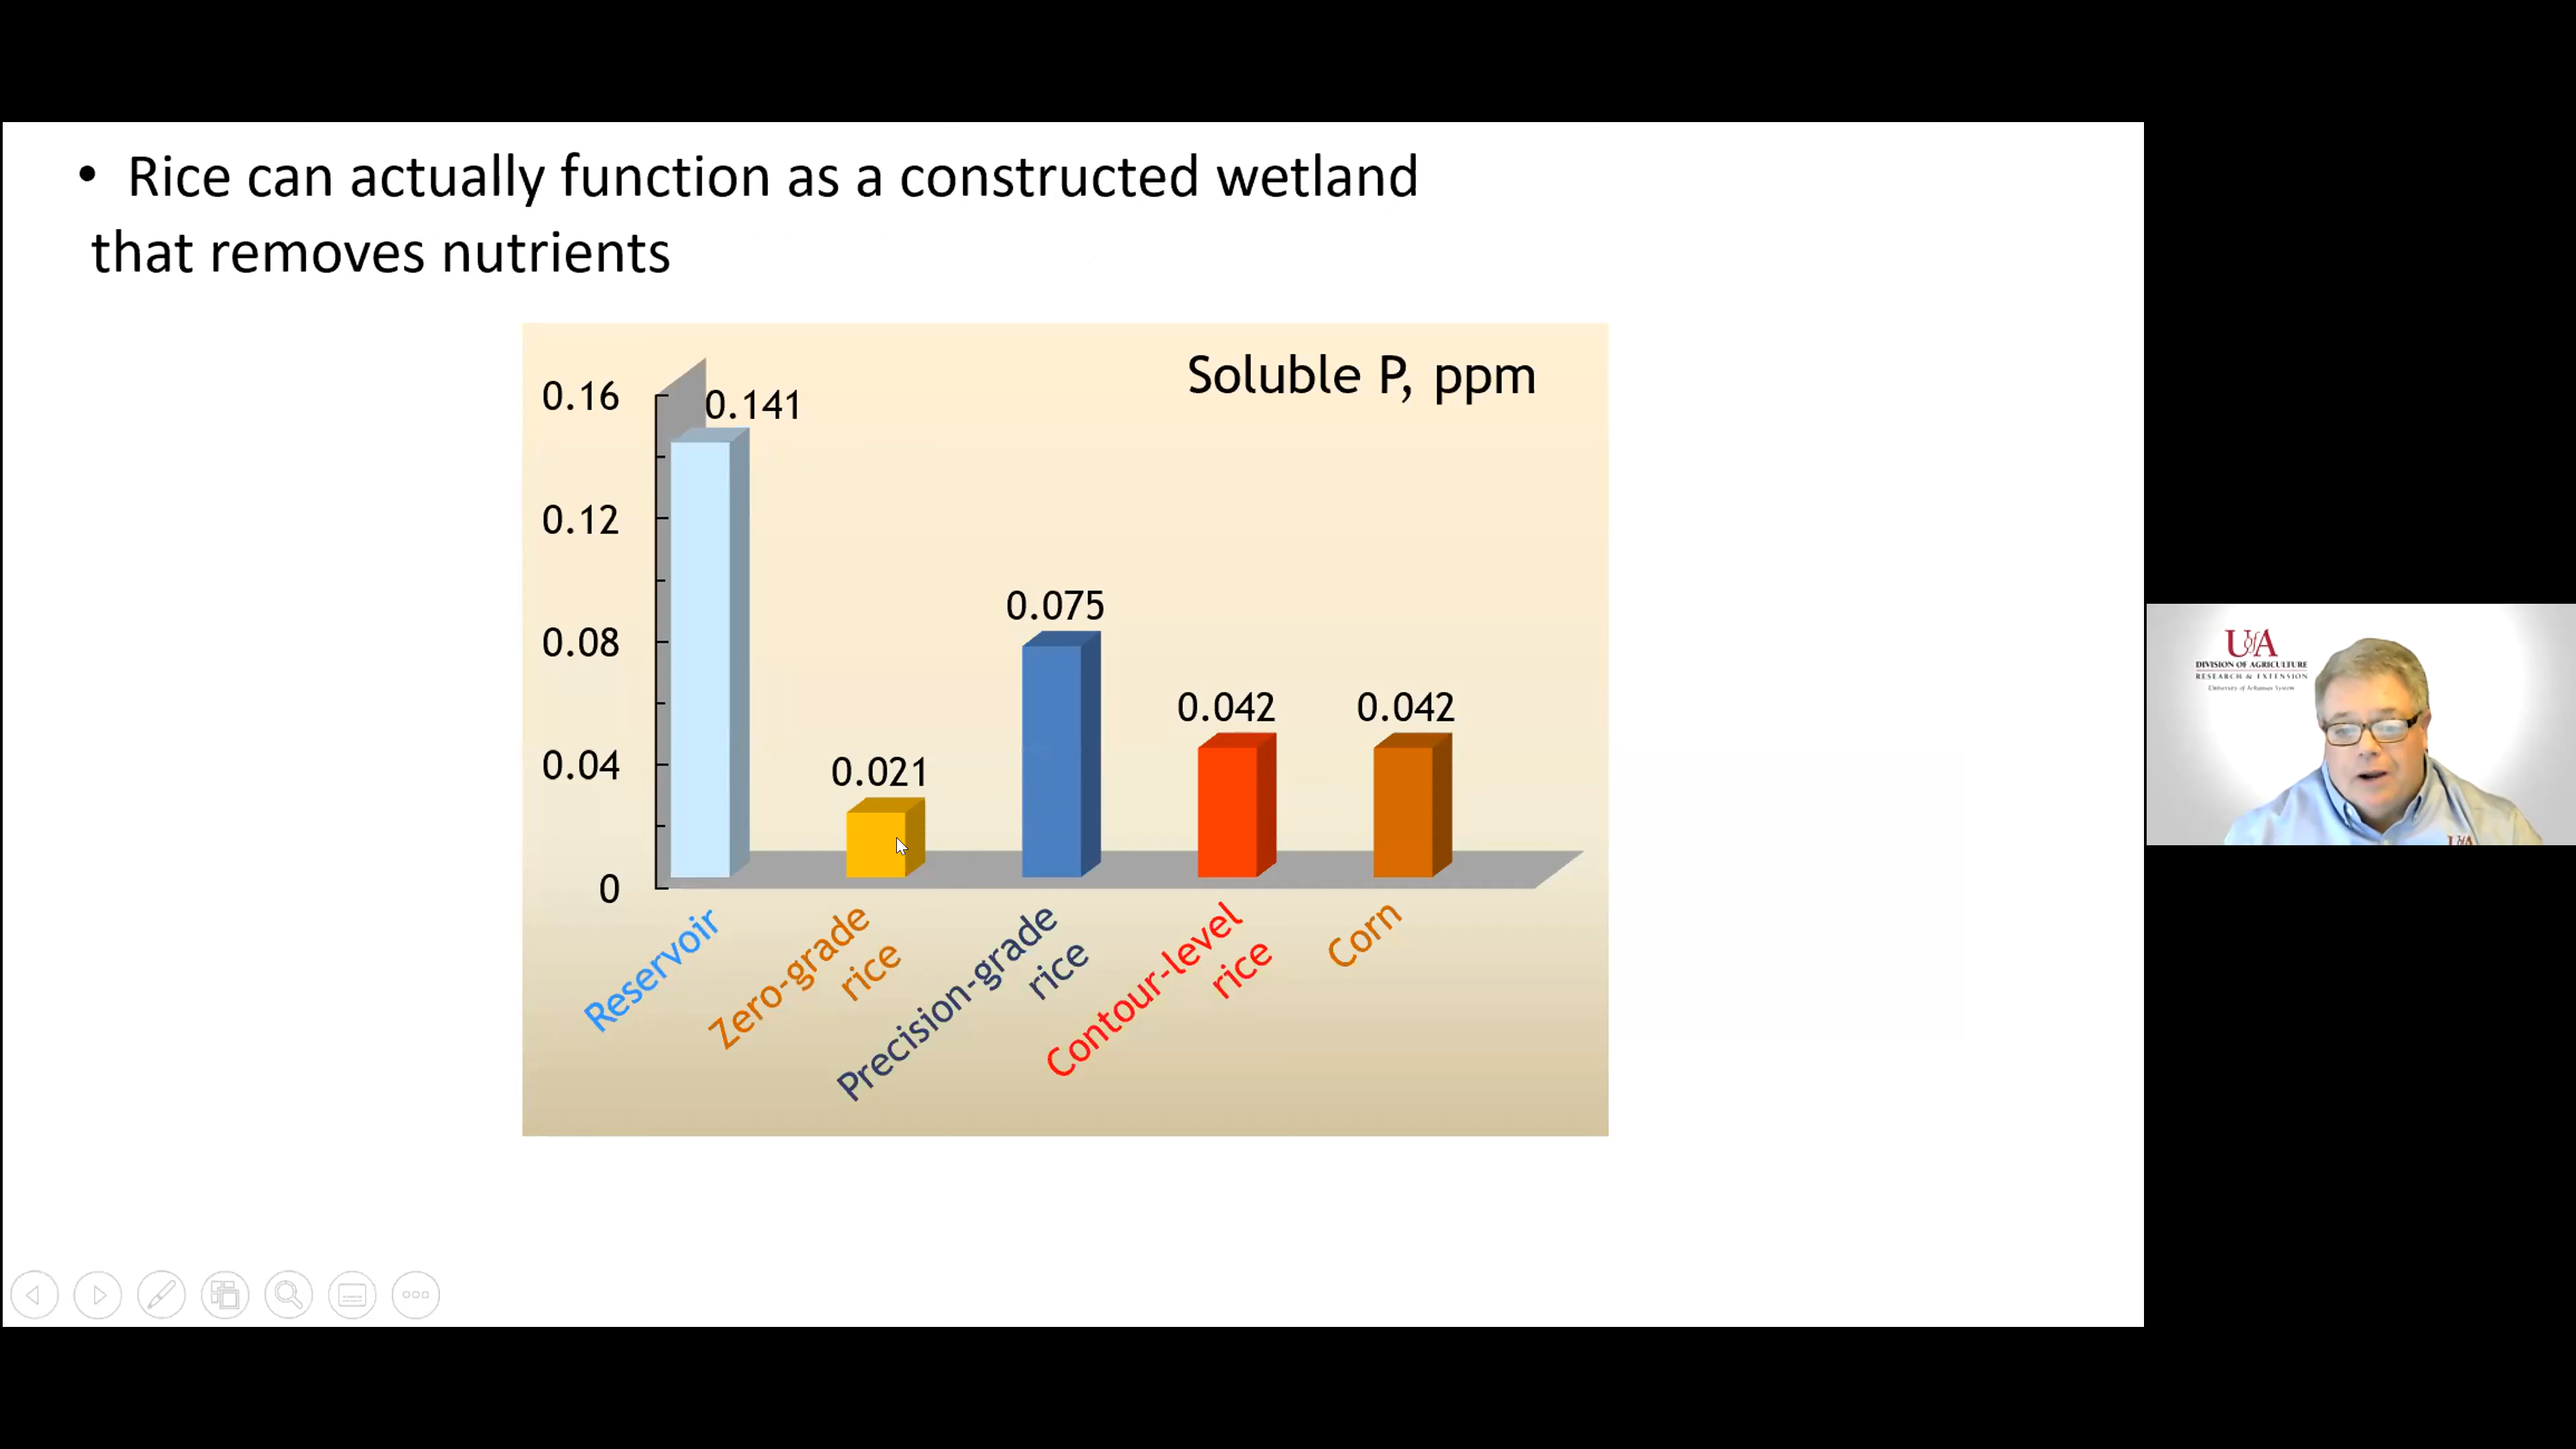 • Rice can actually function as a constructed wetland
that removes nutrients
Soluble P, ppm
0.16
0.12
0.08
0.04
0
0.141
0.021
0.075
0.042
0.042
Reservoir
Zero-grade
rice
Precision-grade
rice
Contour-level
rice
Corn
UofA
DIVISION OF AGRICULTURE
RESEARCH & EXTENSION
University of Arkansas System
UA